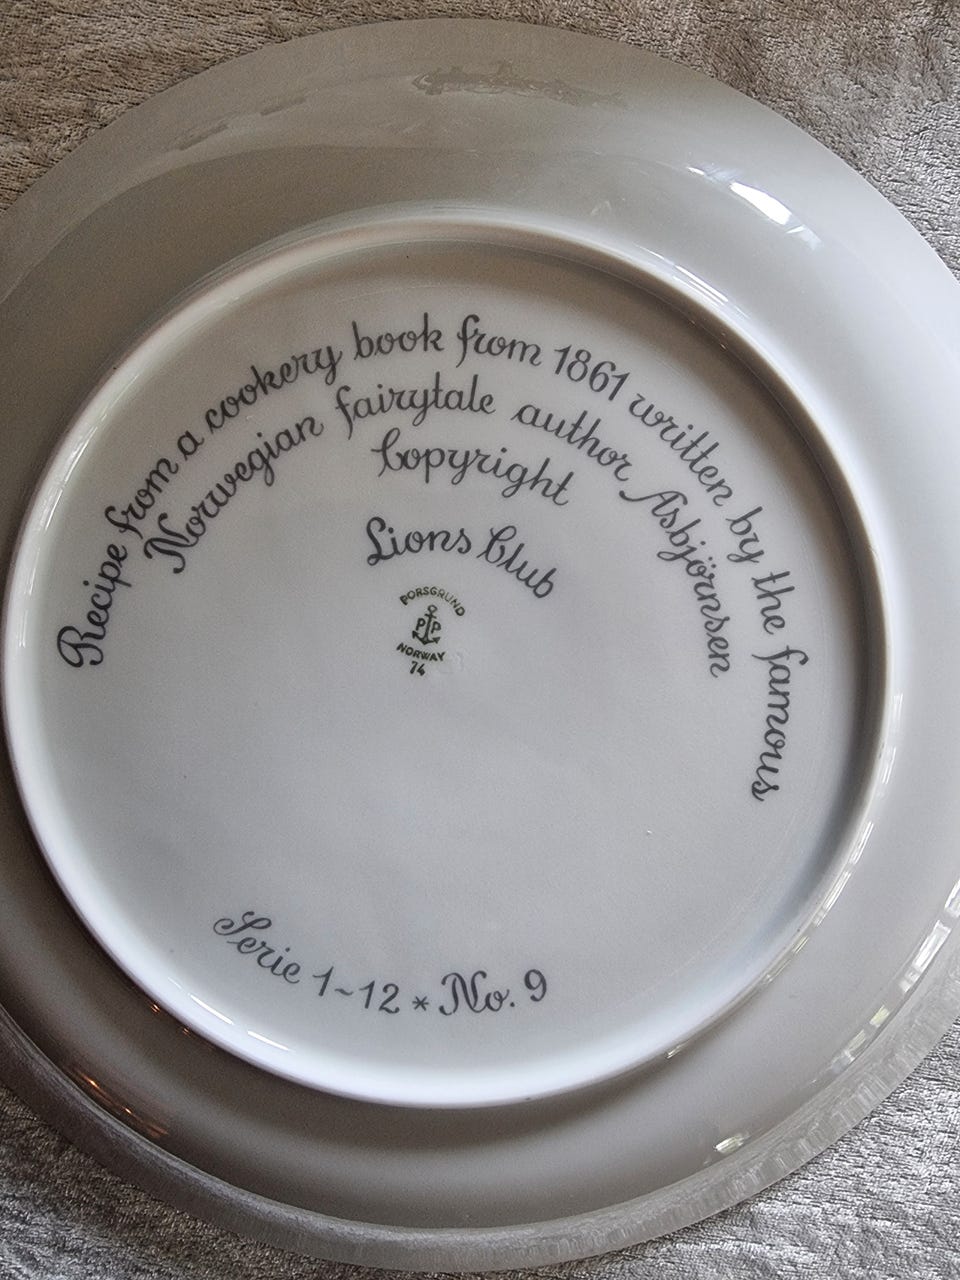 Recipe from a cookery book from 1861 written by the famous
Norwegian fairytale author Asbjörnsen
Copyright
Lions Club
PORSGRUND
PP
NORWAY
74
Serie 1~12 * No. 9